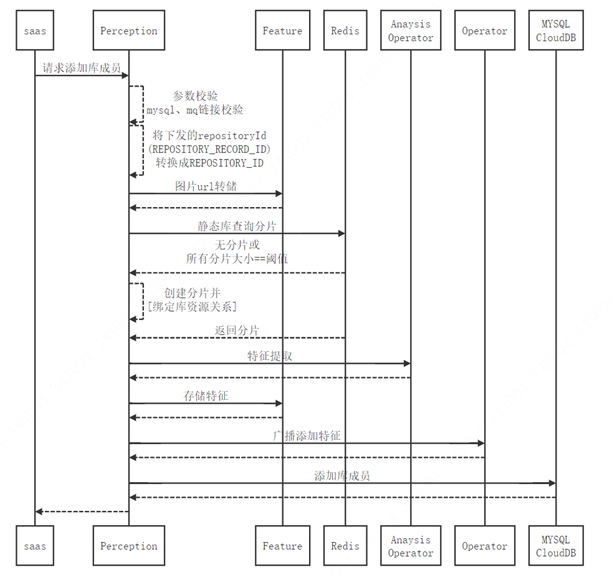 saas
Perception
Feature
Redis
Anaysis
Operator
Operator
MYSQL
CloudDB
请求添加库成员
参数校验
mysql、mq链接校验
将下发的repositoryId
(REPOSITORY_RECORD_ID)
转换成REPOSITORY_ID
图片url转储
静态库查询分片
无分片或
所有分片大小==阈值
创建分片并
[绑定库资源关系]
返回分片
特征提取
存储特征
广播添加特征
添加库成员
saas
Perception
Feature
Redis
Anaysis
Operator
Operator
MYSQL
CloudDB